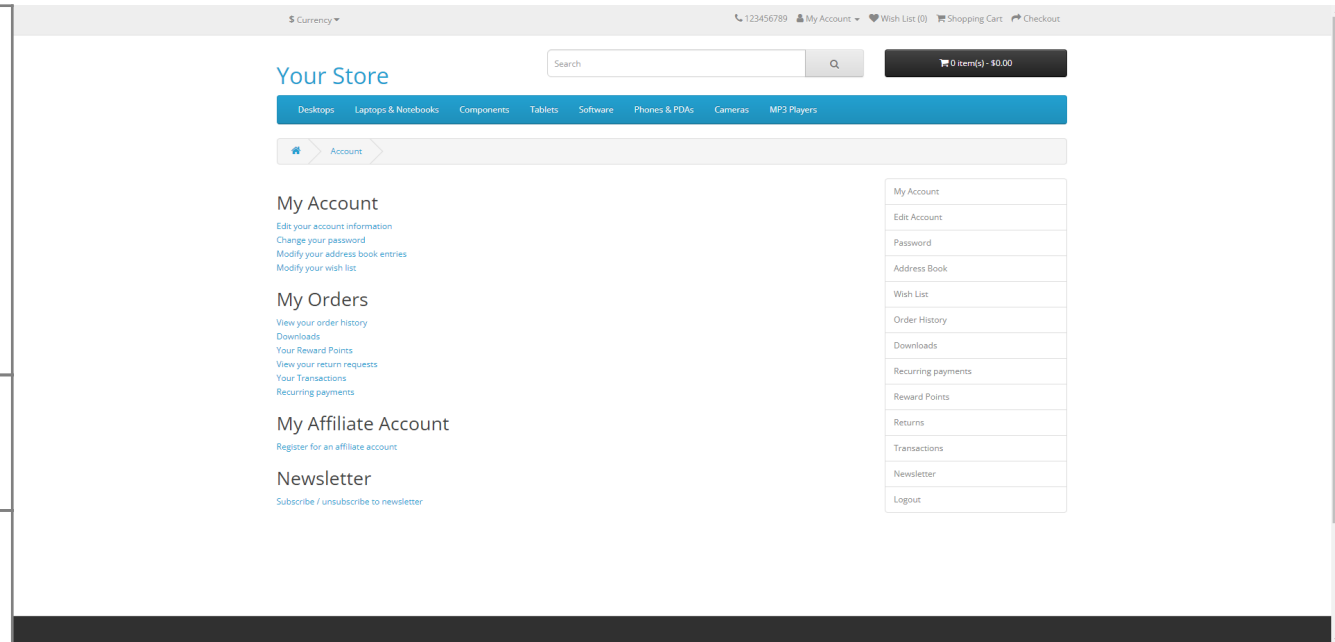 $ Currency
123456789 My Account Wish List (0) Shopping Cart Checkout
Your Store
Search
0 item(s) - $0.00
Desktops Laptops & Notebooks Components Tablets Software Phones & PDAs Cameras MP3 Players
Account
My Account
Edit your account information
Change your password
Modify your address book entries
Modify your wish list
My Orders
View your order history
Downloads
Your Reward Points
View your return requests
Your Transactions
Recurring payments
My Affiliate Account
Register for an affiliate account
Newsletter
Subscribe / unsubscribe to newsletter
My Account
Edit Account
Password
Address Book
Wish List
Order History
Downloads
Recurring payments
Reward Points
Returns
Transactions
Newsletter
Logout